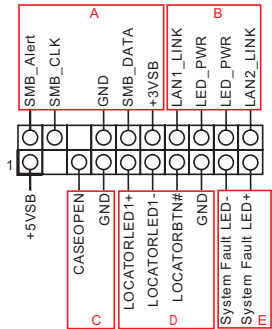 A
B
SMB_Alert
SMB_CLK
GND
SMB_DATA
+3VSB
LAN1_LINK
LED_PWR
LED_PWR
LAN2_LINK
1
+5VSB
CASEOPEN
GND
LOCATORLED1+
LOCATORLED1-
LOCATORBTN#
GND
System Fault LED-
System Fault LED+
C
D
E